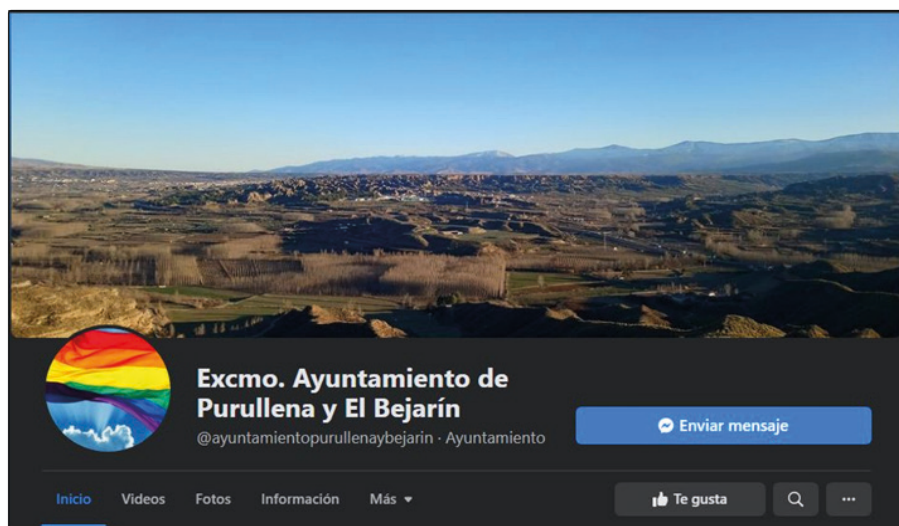 Excmo. Ayuntamiento de
Purullena y El Bejarín
@ayuntamientopurullenaybejarin · Ayuntamiento
Enviar mensaje
Inicio Videos Fotos Información Más
Te gusta